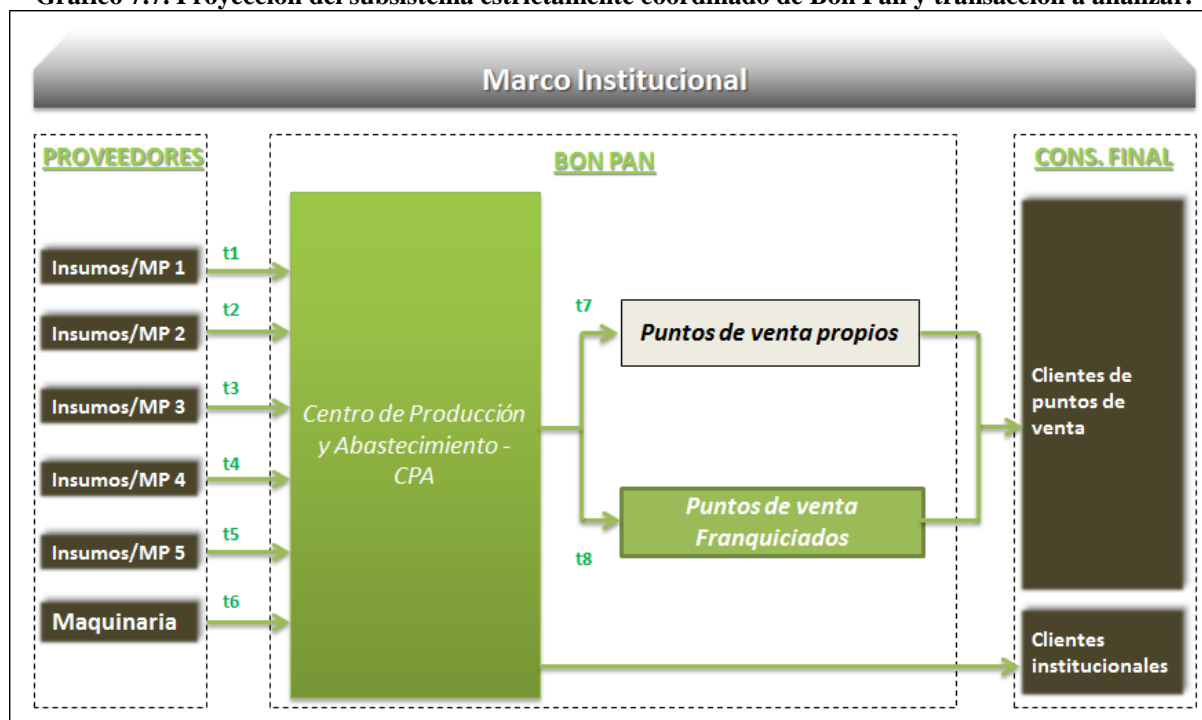 Gráfico 7.7. Proyección del subsistema estrictamente coordinado de Bon Pan y transacción a analizar.
Marco Institucional
PROVEEDORES
BON PAN
CONS. FINAL
Insumos/MP 1
t1
Insumos/MP 2
t2
Insumos/MP 3
t3
Insumos/MP 4
t4
Insumos/MP 5
t5
Maquinaria
t6
Centro de Producción
y Abastecimiento -
CPA
t7
Puntos de venta propios
Puntos de venta
Franquiciados
t8
Clientes de
puntos de
venta
Clientes
institucionales